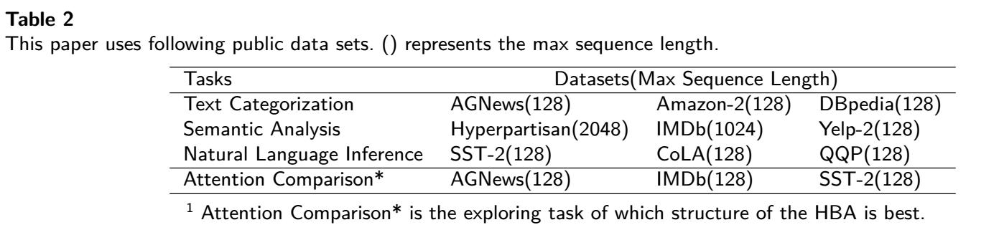 Table 2
This paper uses following public data sets. () represents the max sequence length.
Tasks Datasets(Max Sequence Length)
Text Categorization AGNews(128) Amazon-2(128) DBpedia(128)
Semantic Analysis Hyperpartisan(2048) IMDb(1024) Yelp-2(128)
Natural Language Inference SST-2(128) CoLA(128) QQP(128)
Attention Comparison* AGNews(128) IMDb(128) SST-2(128)
1 Attention Comparison* is the exploring task of which structure of the HBA is best.